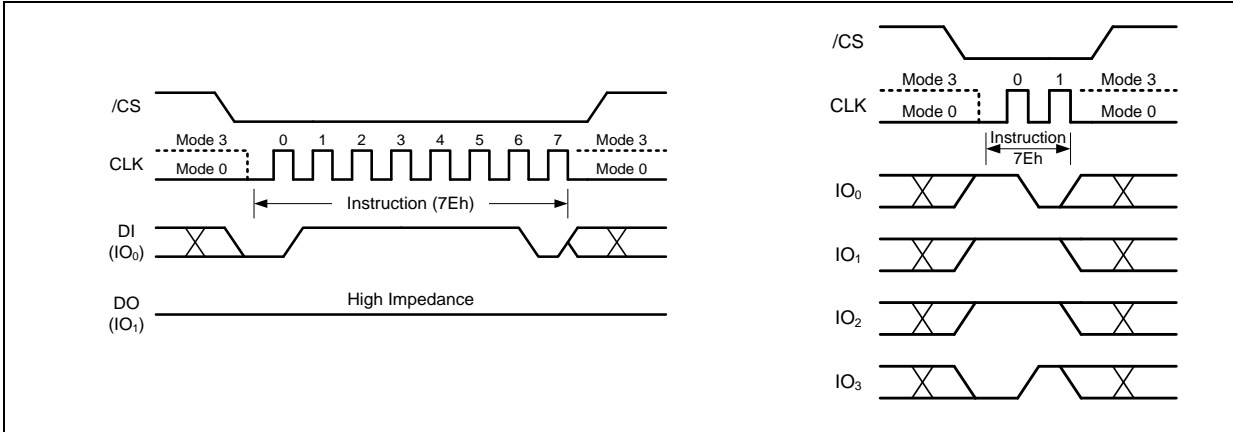 /CS
CLK
Mode 3
Mode 0
0 1 2 3 4 5 6 7
Mode 3
Mode 0
Instruction (7Eh)
DI
(IO₀)
DO
(IO₁)
High Impedance
/CS
CLK
Mode 3
Mode 0
0 1
Mode 3
Mode 0
Instruction
7Eh
IO₀
IO₁
IO₂
IO₃